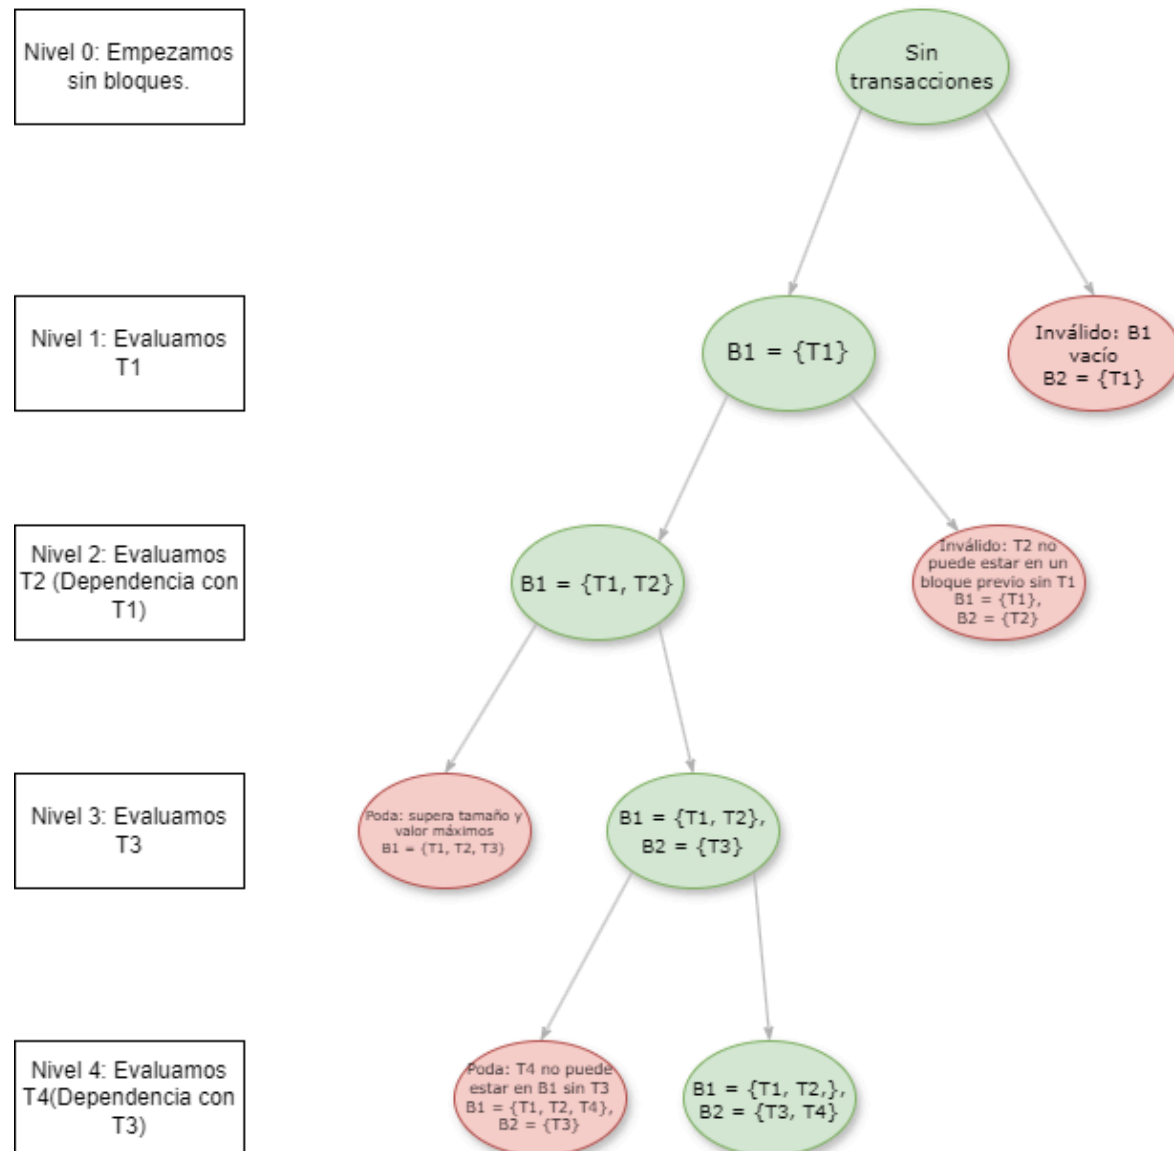 Nivel 0: Empezamos
sin bloques.
Sin
transacciones
Nivel 1: Evaluamos
T1
B1 = {T1}
Inválido: B1
vacío
B2 = {T1}
Nivel 2: Evaluamos
T2 (Dependencia con
T1)
B1 = {T1, T2}
Inválido: T2 no
puede estar en un
bloque previo sin T1
B1 = {T1},
B2 = {T2}
Nivel 3: Evaluamos
T3
Poda: supera tamaño y
valor máximos
B1 = {T1, T2, T3}
B1 = {T1, T2},
B2 = {T3}
Nivel 4: Evaluamos
T4(Dependencia con
T3)
Poda: T4 no puede
estar en B1 sin T3
B1 = {T1, T2, T4},
B2 = {T3}
B1 = {T1, T2,},
B2 = {T3, T4}